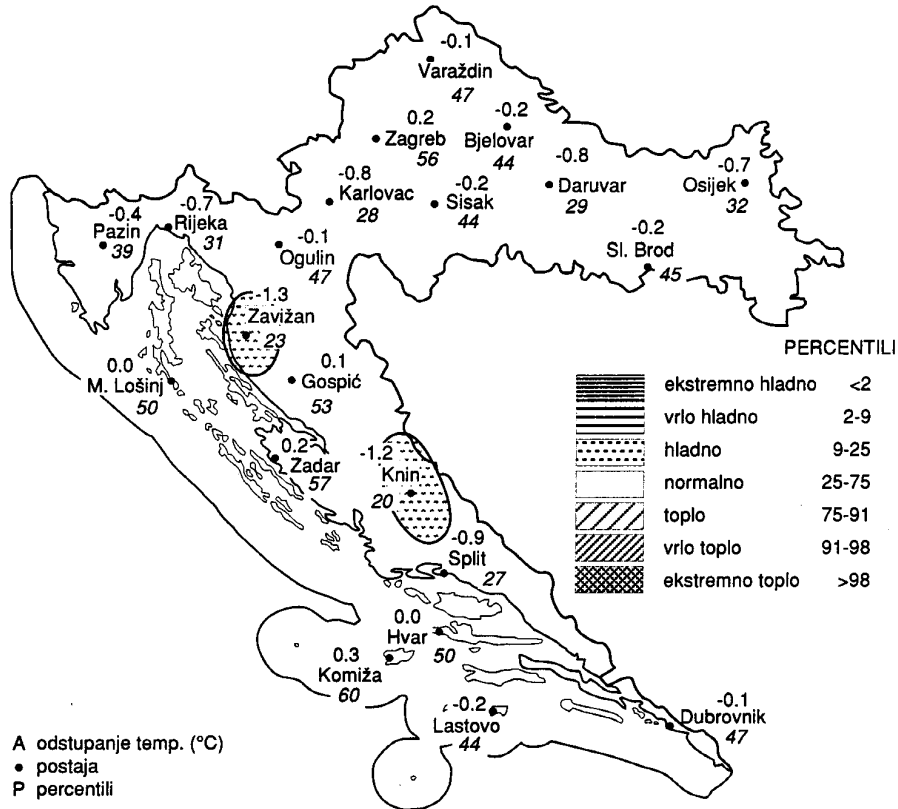 -0.1
Varaždin
47
0.2
Zagreb
56
-0.2
Bjelovar
44
-0.8
Karlovac
28
-0.2
Sisak
44
-0.8
Daruvar
29
-0.7
Osijek
32
-0.4
Pazin
39
-0.7
Rijeka
31
-0.1
Ogulin
47
-0.2
Sl. Brod
45
-1.3
Zavižan
23
0.0
M. Lošinj
50
0.1
Gospić
53
0.2
Zadar
57
-1.2
Knin
20
-0.9
Split
27
0.0
Hvar
50
0.3
Komiža
60
-0.2
Lastovo
44
-0.1
Dubrovnik
47
PERCENTILI
ekstremno hladno <2
vrlo hladno 2-9
hladno 9-25
normalno 25-75
toplo 75-91
vrlo toplo 91-98
ekstremno toplo >98
A odstupanje temp. (°C)
• postaja
P percentili